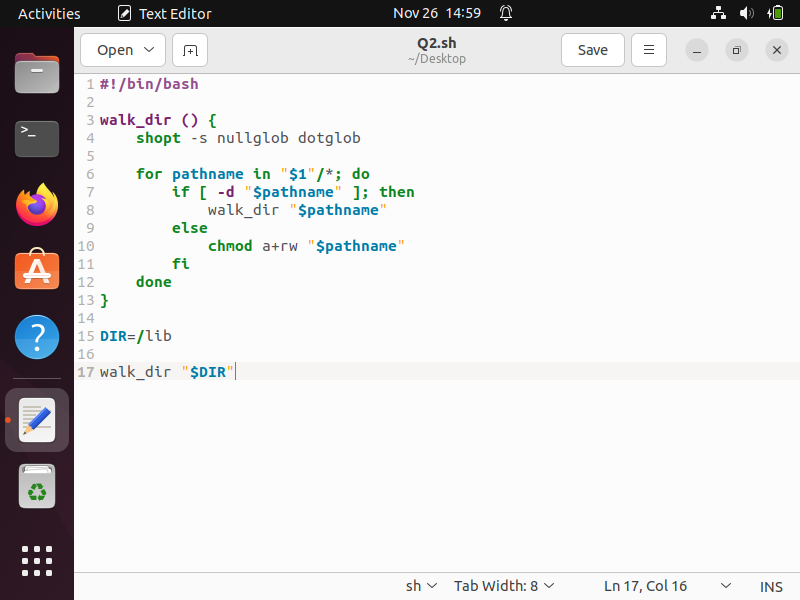 Activities Text Editor Nov 26 14:59
Open Q2.sh Save
~/Desktop
1 #!/bin/bash
2
3 walk_dir () {
4     shopt -s nullglob dotglob
5
6     for pathname in "$1"/*; do
7         if [ -d "$pathname" ]; then
8             walk_dir "$pathname"
9         else
10             chmod a+rw "$pathname"
11         fi
12     done
13 }
14
15 DIR=/lib
16
17 walk_dir "$DIR"
sh Tab Width: 8 Ln 17, Col 16 INS